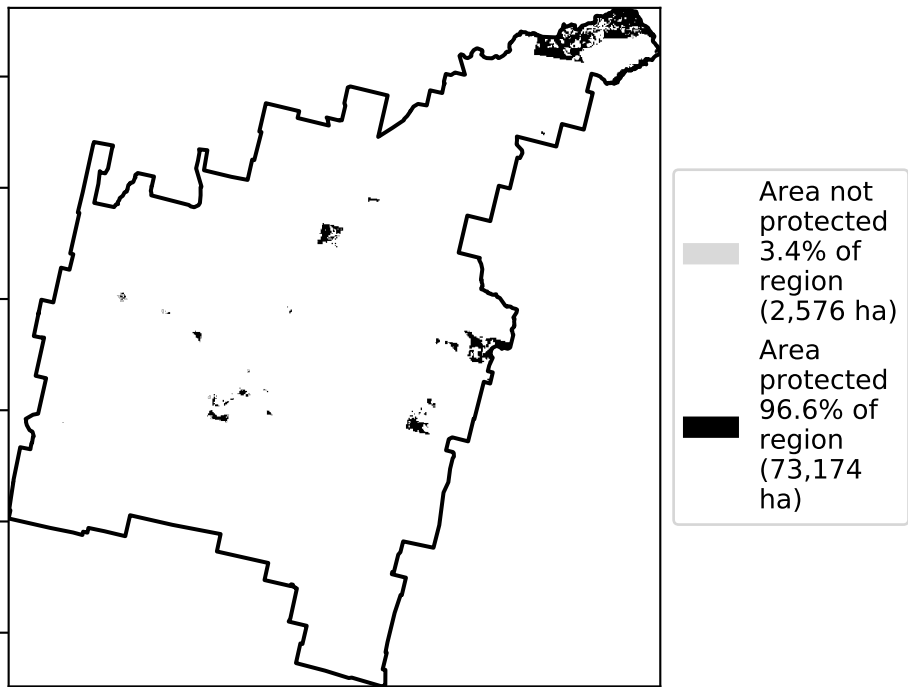 Area not
protected
3.4% of
region
(2,576 ha)
Area
protected
96.6% of
region
(73,174
ha)